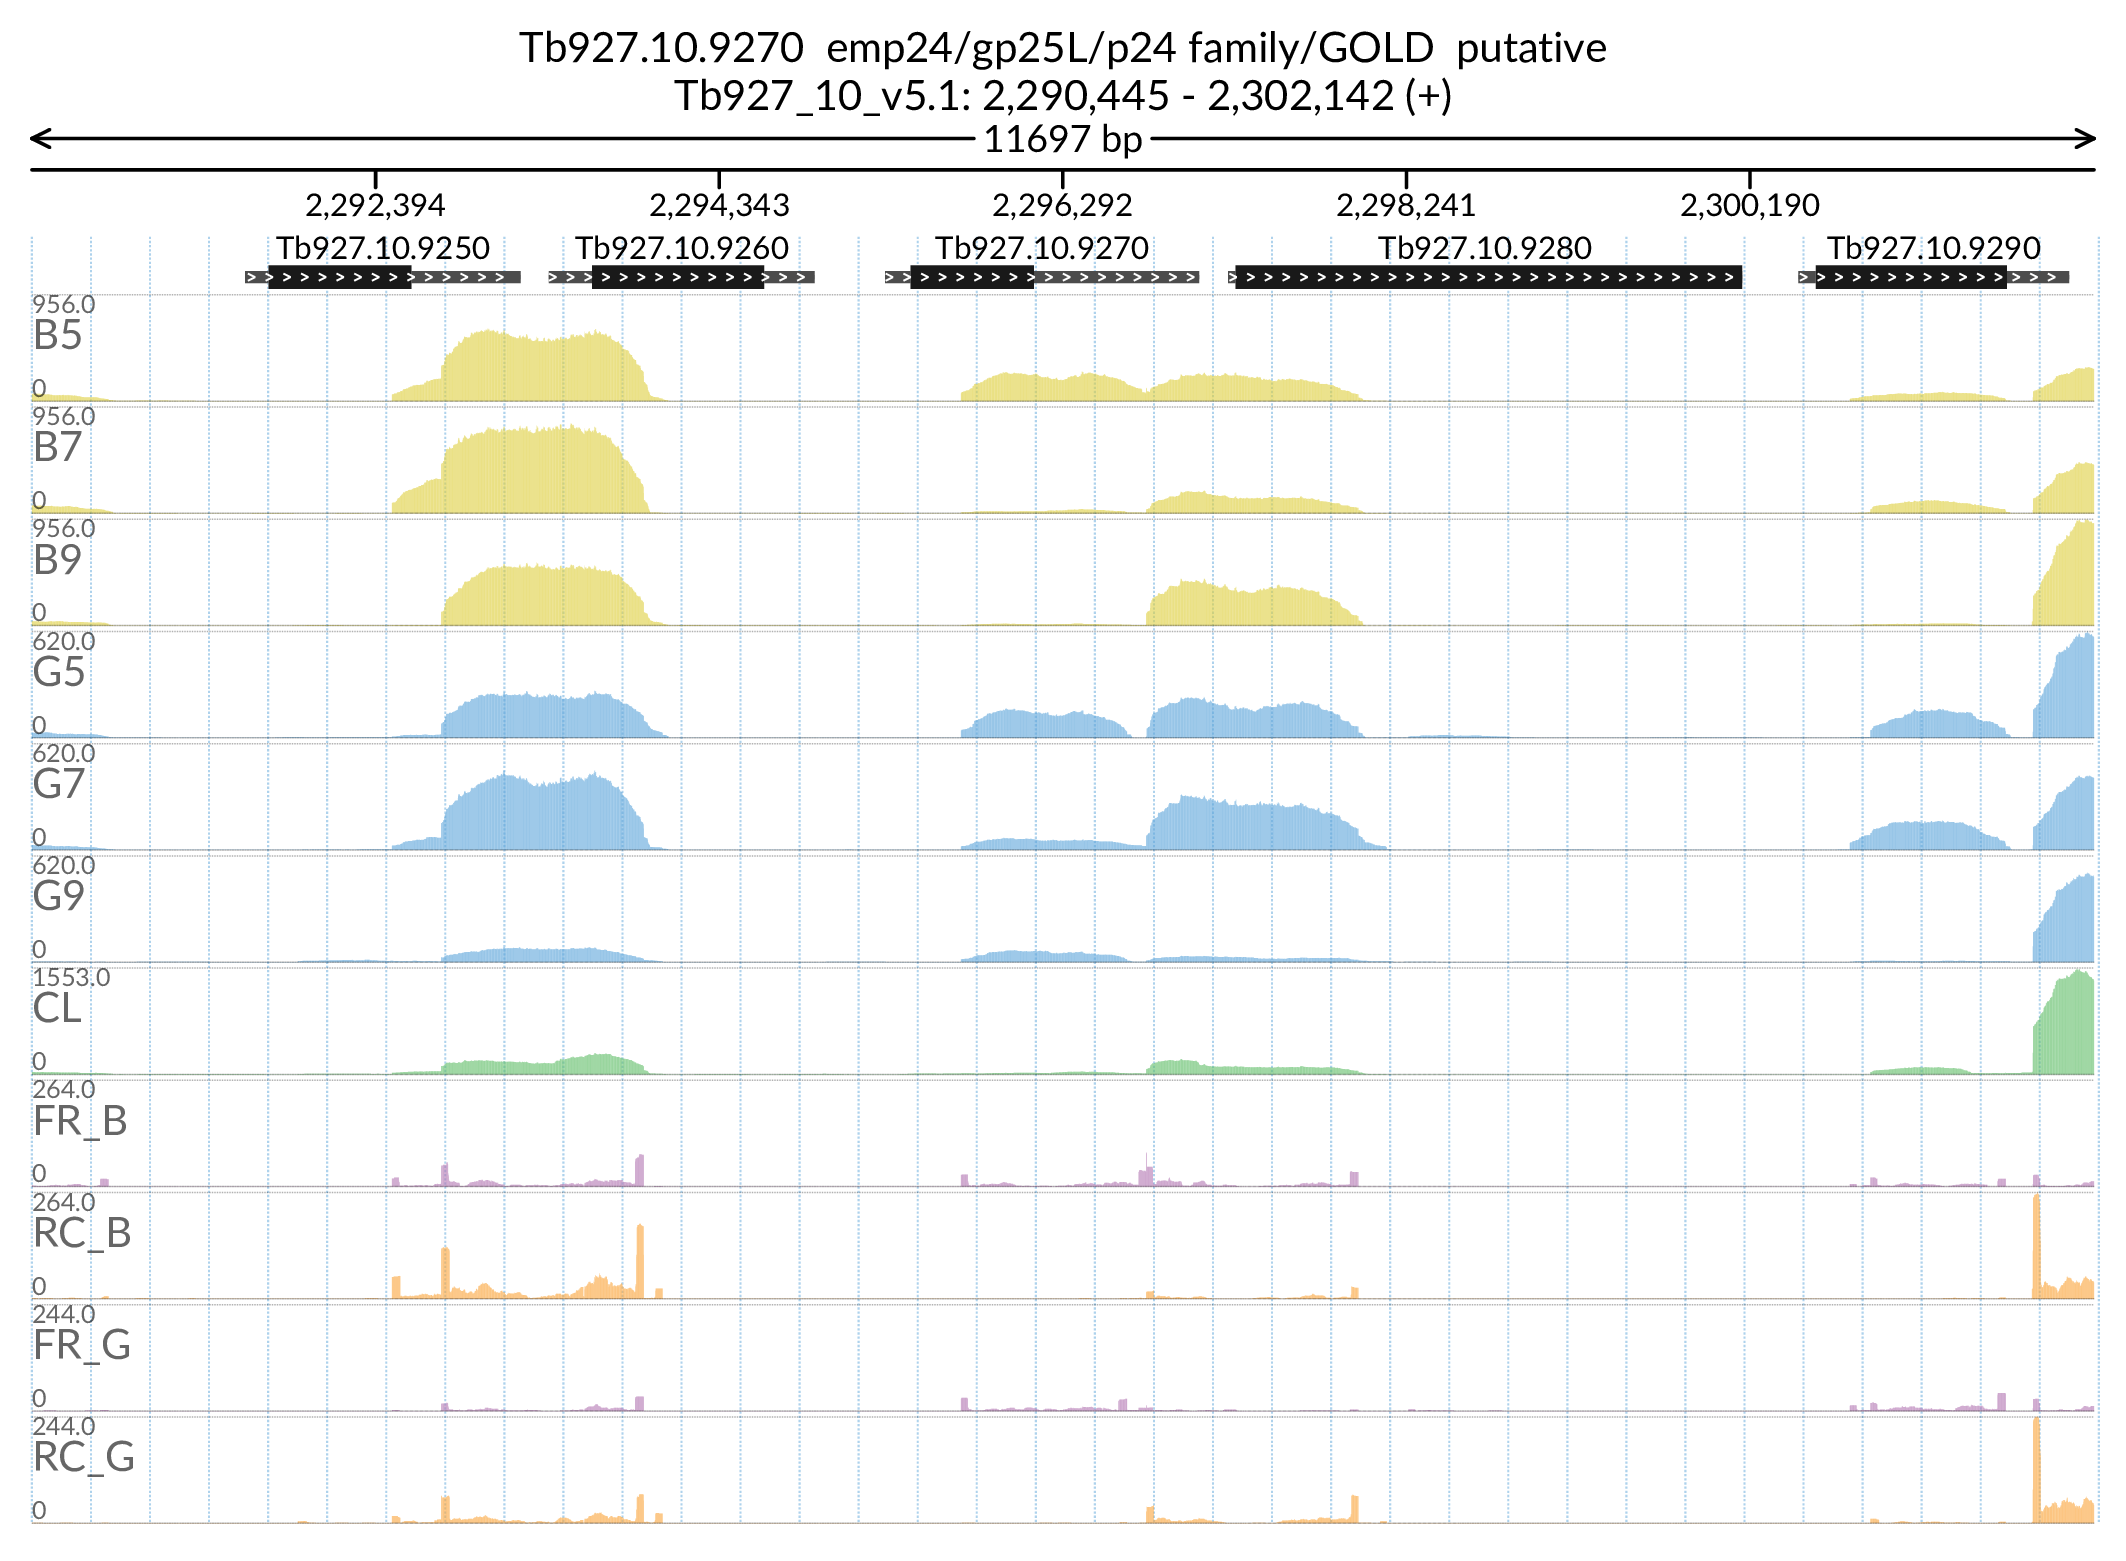 Tb927.10.9270  emp24/gp25L/p24 family/GOLD  putative
Tb927_10_v5.1: 2,290,445 - 2,302,142 (+)
11697 bp
2,292,394 2,294,343 2,296,292 2,298,241 2,300,190
Tb927.10.9250 Tb927.10.9260 Tb927.10.9270 Tb927.10.9280 Tb927.10.9290
956.0
B5
0
956.0
B7
0
956.0
B9
0
620.0
G5
0
620.0
G7
0
620.0
G9
0
1553.0
CL
0
264.0
FR_B
0
264.0
RC_B
0
244.0
FR_G
0
244.0
RC_G
0